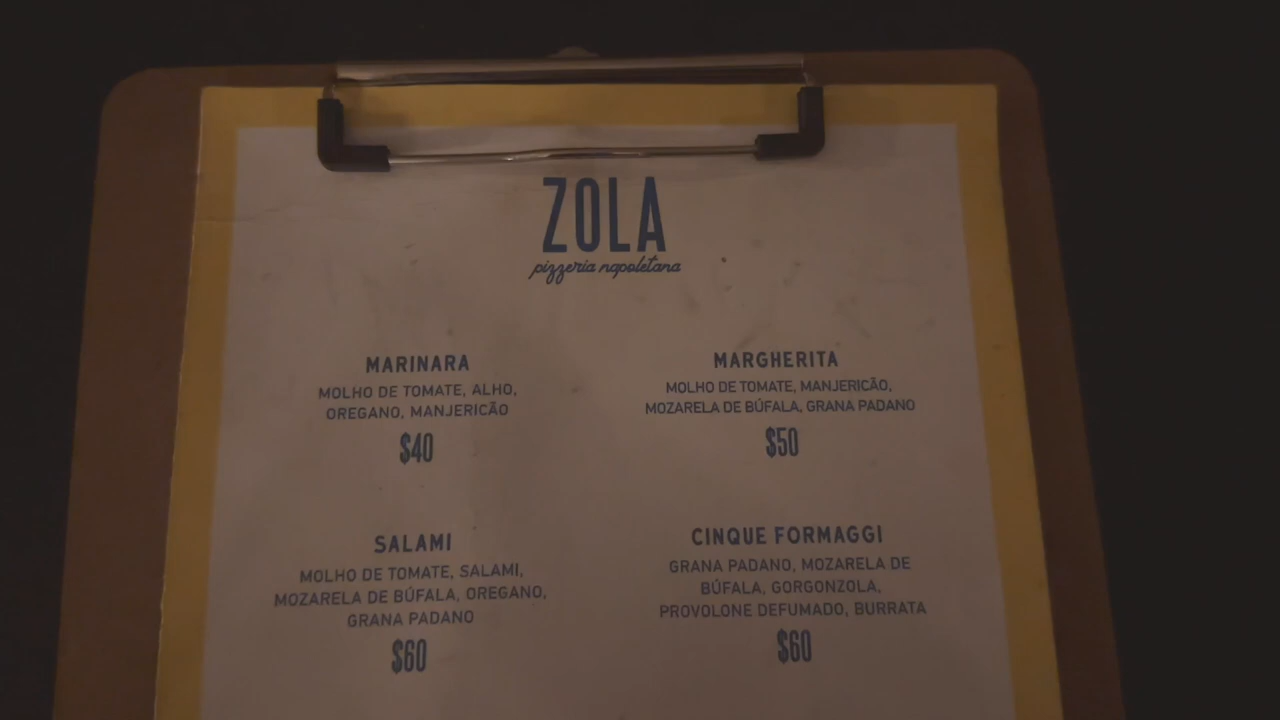 ZOLA
pizzeria napoletana
MARINARA
MOLHO DE TOMATE, ALHO,
OREGANO, MANJERICÃO
$40
MARGHERITA
MOLHO DE TOMATE, MANJERICÃO,
MOZARELA DE BÚFALA, GRANA PADANO
$50
SALAMI
MOLHO DE TOMATE, SALAMI,
MOZARELA DE BÚFALA, OREGANO,
GRANA PADANO
$60
CINQUE FORMAGGI
GRANA PADANO, MOZARELA DE
BÚFALA, GORGONZOLA,
PROVOLONE DEFUMADO, BURRATA
$60